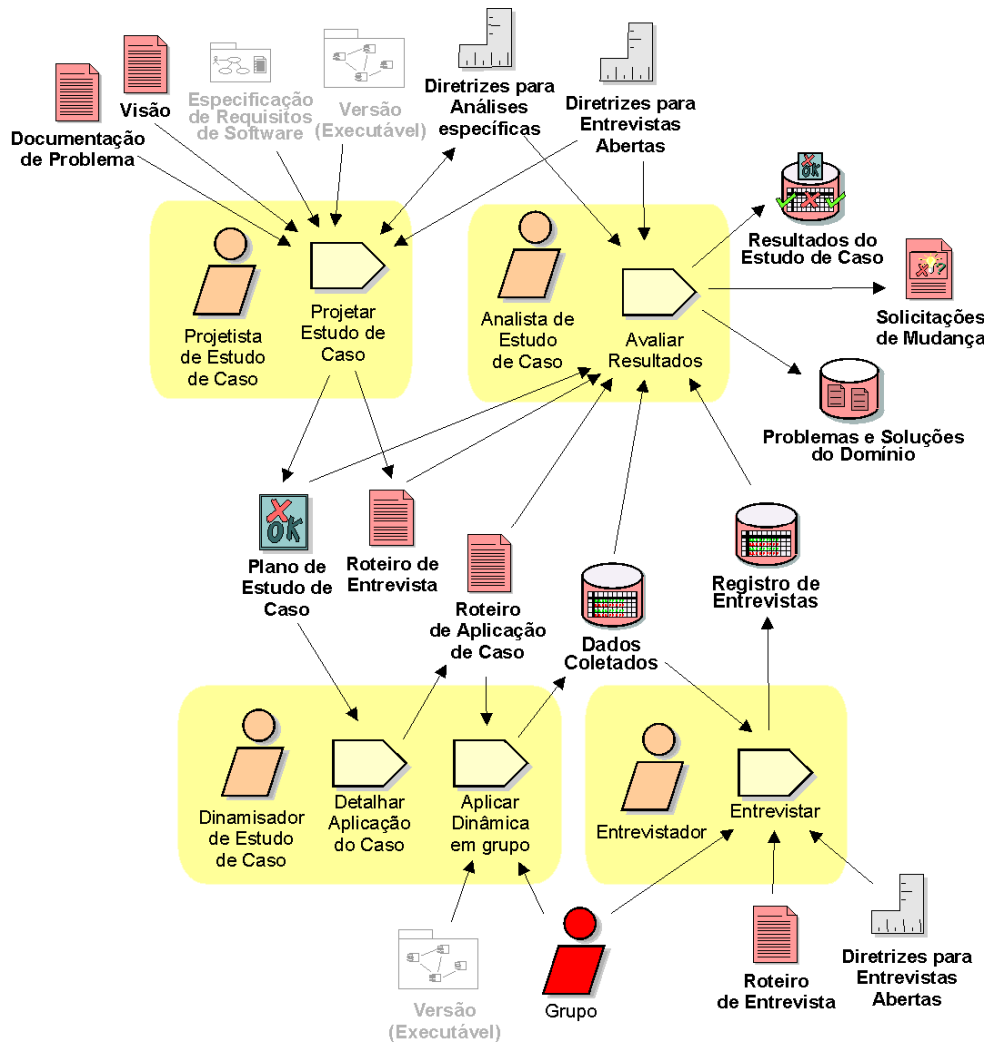 Visão
Documentação
de Problema
Especificação
de Requisitos
de Software
Versão
(Executável)
Diretrizes para
Análises
específicas
Diretrizes para
Entrevistas
Abertas
Projetista
de Estudo
de Caso
Projetar
Estudo de
Caso
Analista de
Estudo
de Caso
Avaliar
Resultados
OK
Resultados do
Estudo de Caso
Solicitações
de Mudança
Problemas e Soluções
do Domínio
OK
Plano de
Estudo de
Caso
Roteiro de
Entrevista
Roteiro
de Aplicação
de Caso
Dados
Coletados
Registro de
Entrevistas
Dinamisador
de Estudo
de Caso
Detalhar
Aplicação
do Caso
Aplicar
Dinâmica
em grupo
Entrevistador
Entrevistar
Versão
(Executável)
Grupo
Roteiro
de Entrevista
Diretrizes para
Entrevistas
Abertas